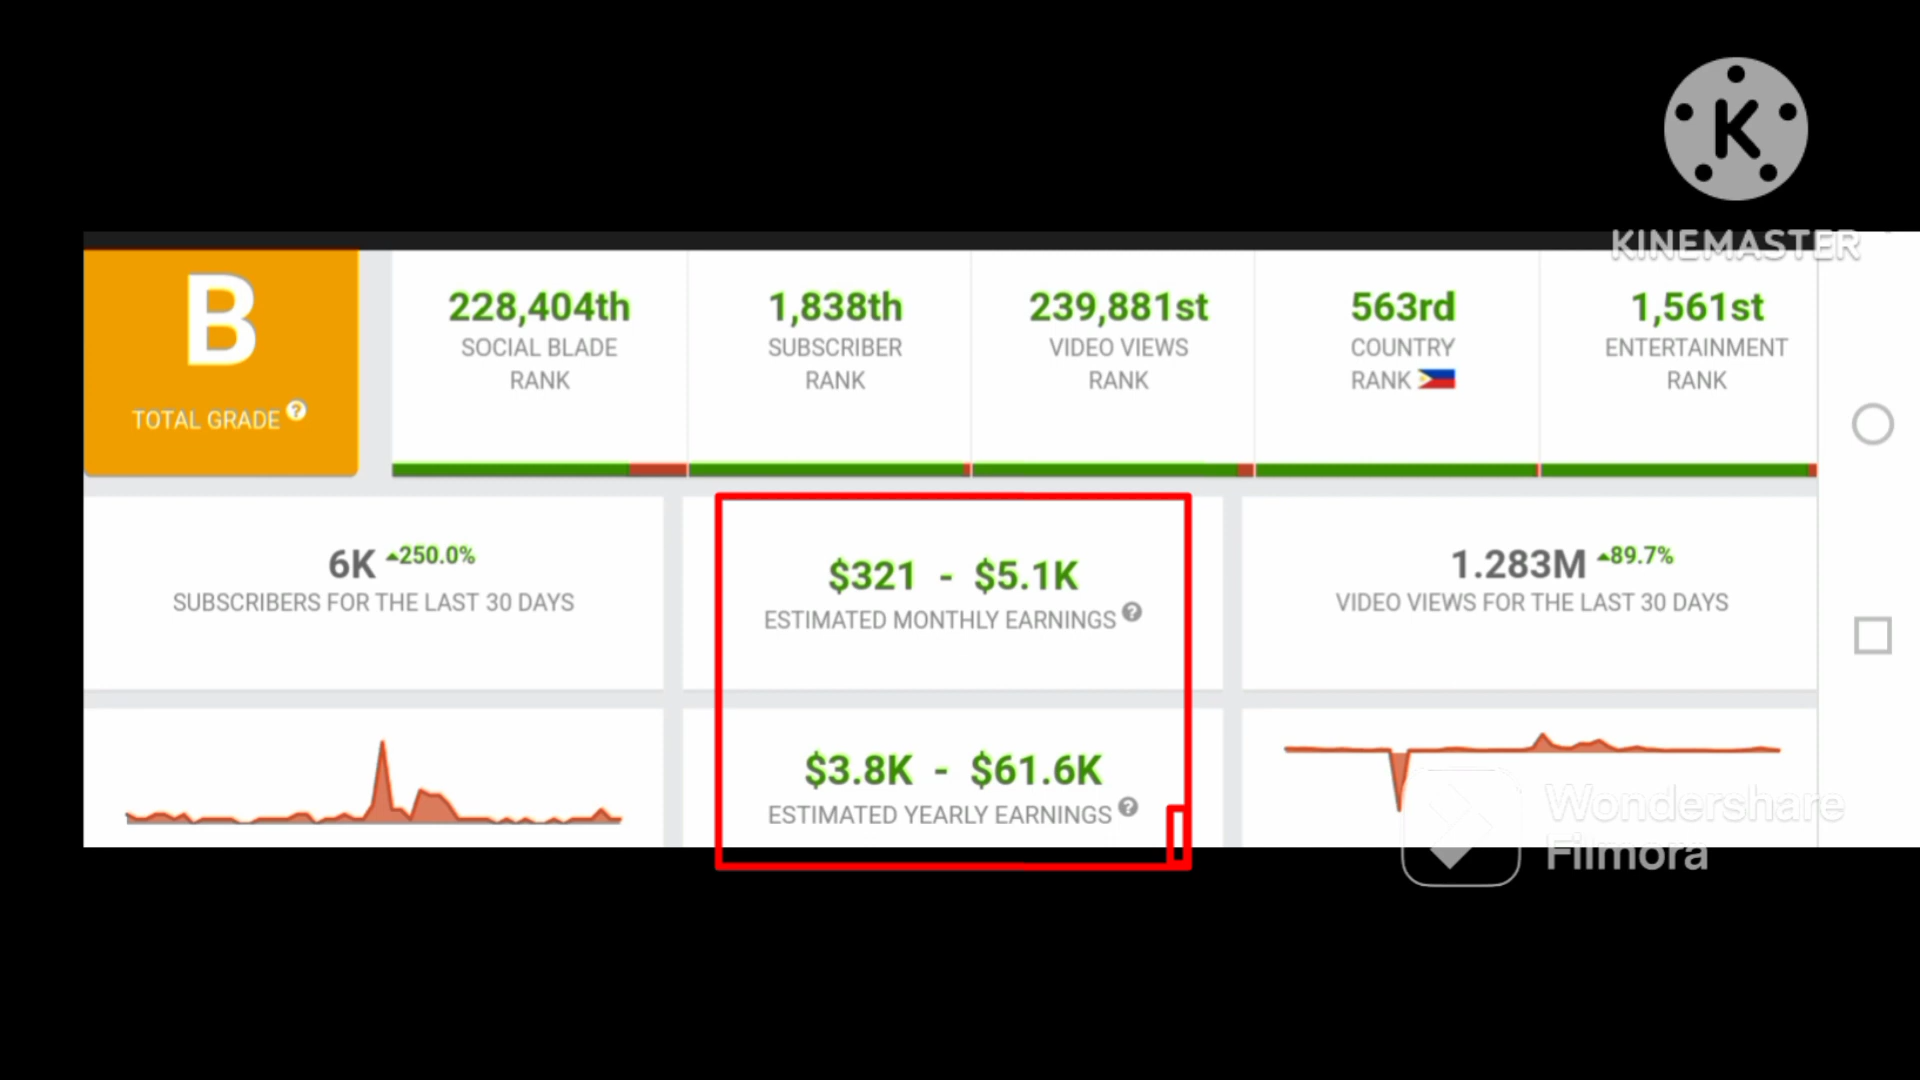 K
KINEMASTER
B
TOTAL GRADE ?
228,404th
SOCIAL BLADE
RANK
1,838th
SUBSCRIBER
RANK
239,881st
VIDEO VIEWS
RANK
563rd
COUNTRY
RANK
1,561st
ENTERTAINMENT
RANK
6K 250.0%
SUBSCRIBERS FOR THE LAST 30 DAYS
$321 - $5.1K
ESTIMATED MONTHLY EARNINGS ?
1.283M 89.7%
VIDEO VIEWS FOR THE LAST 30 DAYS
$3.8K - $61.6K
ESTIMATED YEARLY EARNINGS ?
Wondershare
Filmora